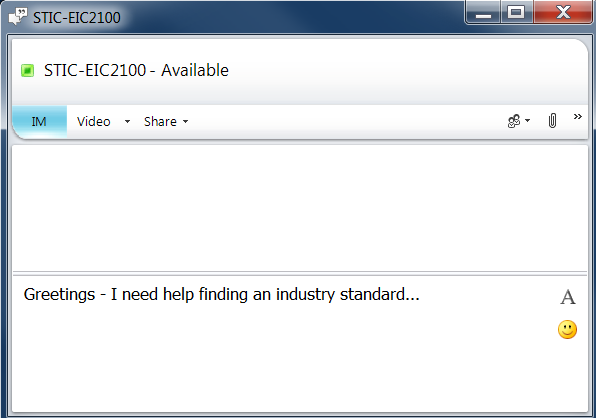 STIC-EIC2100
STIC-EIC2100 - Available
IM Video Share
Greetings - I need help finding an industry standard...
A